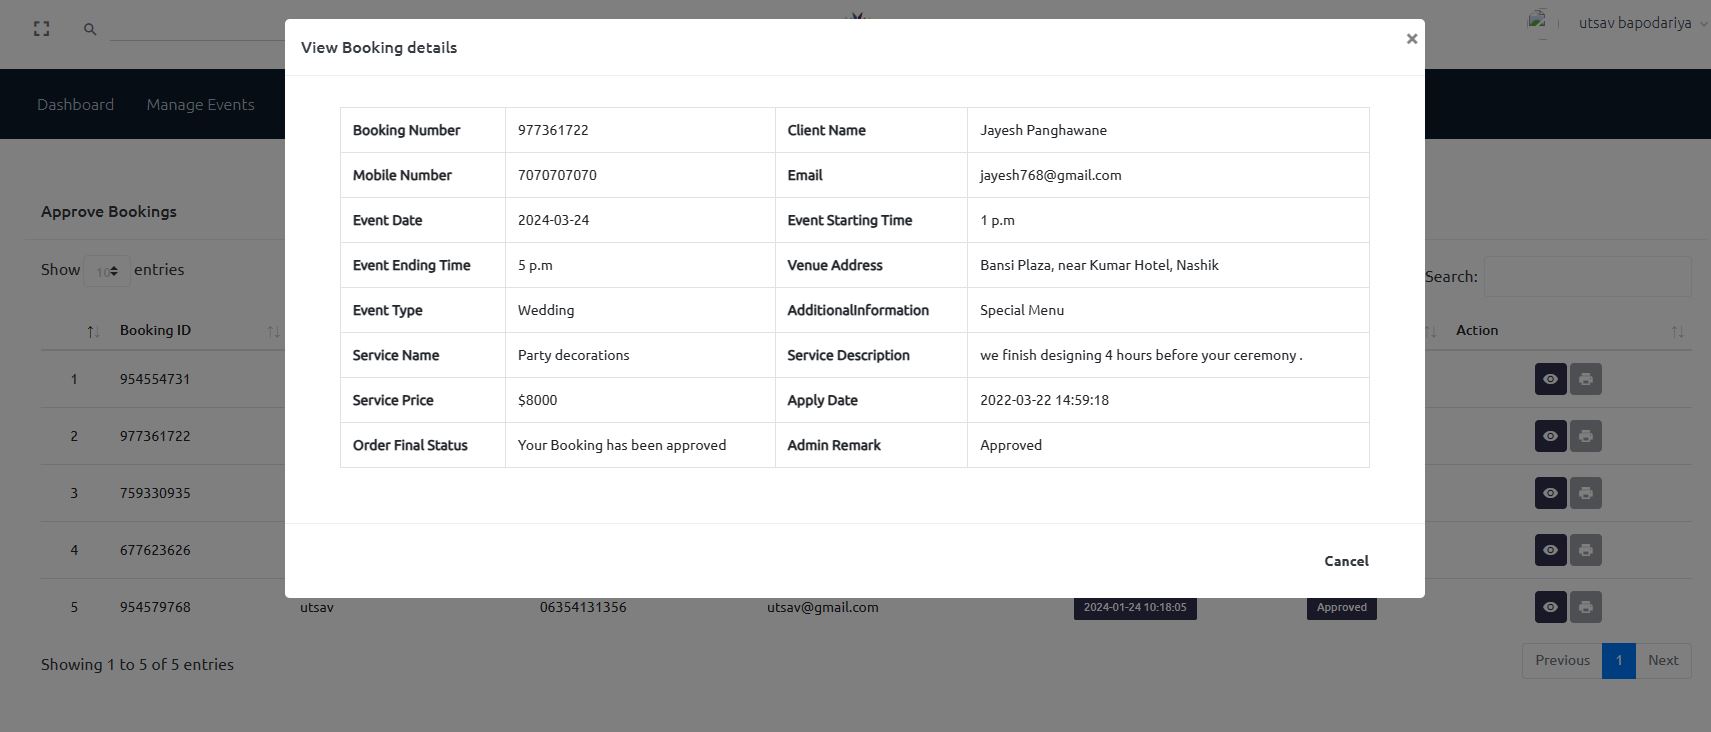 utsav bapodariya
View Booking details ×
Dashboard Manage Events
Booking Number 977361722 Client Name Jayesh Panghawane
Mobile Number 7070707070 Email jayesh768@gmail.com
Approve Bookings
Event Date 2024-03-24 Event Starting Time 1 p.m
Event Ending Time 5 p.m Venue Address Bansi Plaza, near Kumar Hotel, Nashik
Show 10 entries Search:
Event Type Wedding AdditionalInformation Special Menu
Booking ID Action
Service Name Party decorations Service Description we finish designing 4 hours before your ceremony .
1 954554731
Service Price $8000 Apply Date 2022-03-22 14:59:18
2 977361722
Order Final Status Your Booking has been approved Admin Remark Approved
3 759330935
4 677623626
Cancel
5 954579768 utsav 06354131356 utsav@gmail.com 2024-01-24 10:18:05 Approved
Showing 1 to 5 of 5 entries Previous 1 Next